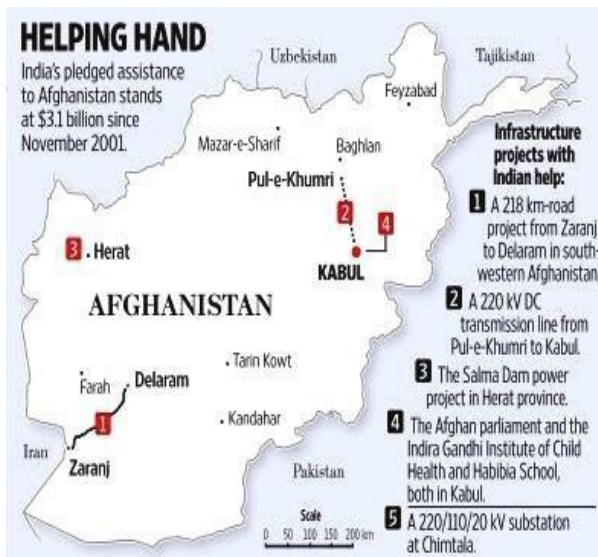 HELPING HAND
India's pledged assistance
to Afghanistan stands
at $3.1 billion since
November 2001.
Uzbekistan
Tajikistan
Feyzabad
Mazar-e-Sharif
Baghlan
Pul-e-Khumri
2
4
3
Herat
KABUL
AFGHANISTAN
Tarin Kowt
Farah
Delaram
1
Kandahar
Iran
Zaranj
Pakistan
Scale
0 50 100 150 200 km
Infrastructure
projects with
Indian help:
1 A 218 km-road
project from Zaranj
to Delaram in south-
western Afghanistan
2 A 220 kV DC
transmission line from
Pul-e-Khumri to Kabul.
3 The Salma Dam power
project in Herat province.
4 The Afghan parliament and the
Indira Gandhi Institute of Child
Health and Habibia School,
both in Kabul.
5 A 220/110/20 kV substation
at Chimtala.